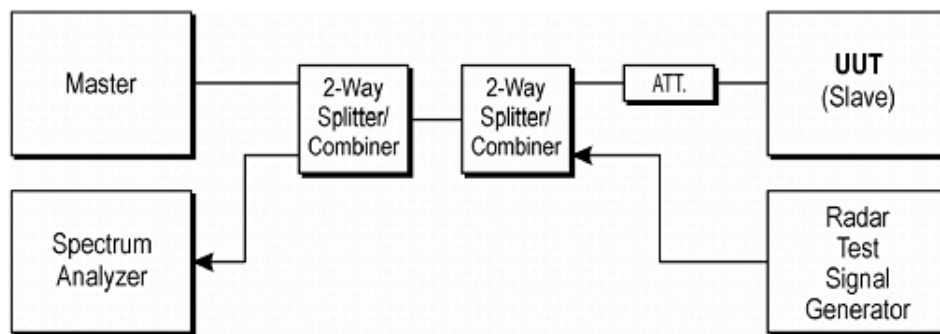 Master
2-Way
Splitter/
Combiner
2-Way
Splitter/
Combiner
ATT.
UUT
(Slave)
Spectrum
Analyzer
Radar
Test
Signal
Generator